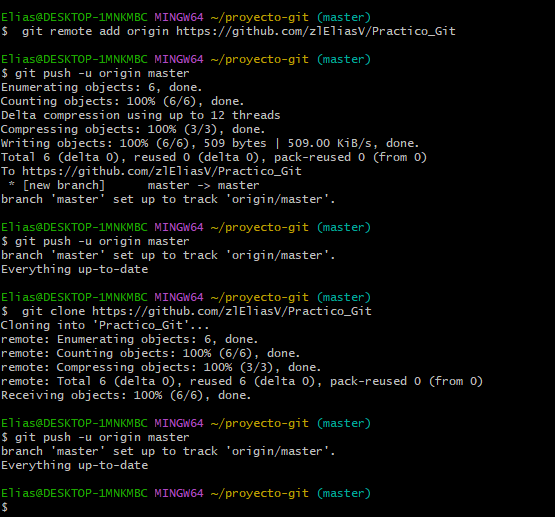 Elias@DESKTOP-1MNKMBC MINGW64 ~/proyecto-git (master)
$  git remote add origin https://github.com/zlEliasV/Practico_Git
Elias@DESKTOP-1MNKMBC MINGW64 ~/proyecto-git (master)
$ git push -u origin master
Enumerating objects: 6, done.
Counting objects: 100% (6/6), done.
Delta compression using up to 12 threads
Compressing objects: 100% (3/3), done.
Writing objects: 100% (6/6), 509 bytes | 509.00 KiB/s, done.
Total 6 (delta 0), reused 0 (delta 0), pack-reused 0 (from 0)
To https://github.com/zlEliasV/Practico_Git
 * [new branch]      master -> master
branch 'master' set up to track 'origin/master'.
Elias@DESKTOP-1MNKMBC MINGW64 ~/proyecto-git (master)
$ git push -u origin master
branch 'master' set up to track 'origin/master'.
Everything up-to-date
Elias@DESKTOP-1MNKMBC MINGW64 ~/proyecto-git (master)
$  git clone https://github.com/zlEliasV/Practico_Git
Cloning into 'Practico_Git'...
remote: Enumerating objects: 6, done.
remote: Counting objects: 100% (6/6), done.
remote: Compressing objects: 100% (3/3), done.
remote: Total 6 (delta 0), reused 6 (delta 0), pack-reused 0 (from 0)
Receiving objects: 100% (6/6), done.
Elias@DESKTOP-1MNKMBC MINGW64 ~/proyecto-git (master)
$ git push -u origin master
branch 'master' set up to track 'origin/master'.
Everything up-to-date
Elias@DESKTOP-1MNKMBC MINGW64 ~/proyecto-git (master)
$